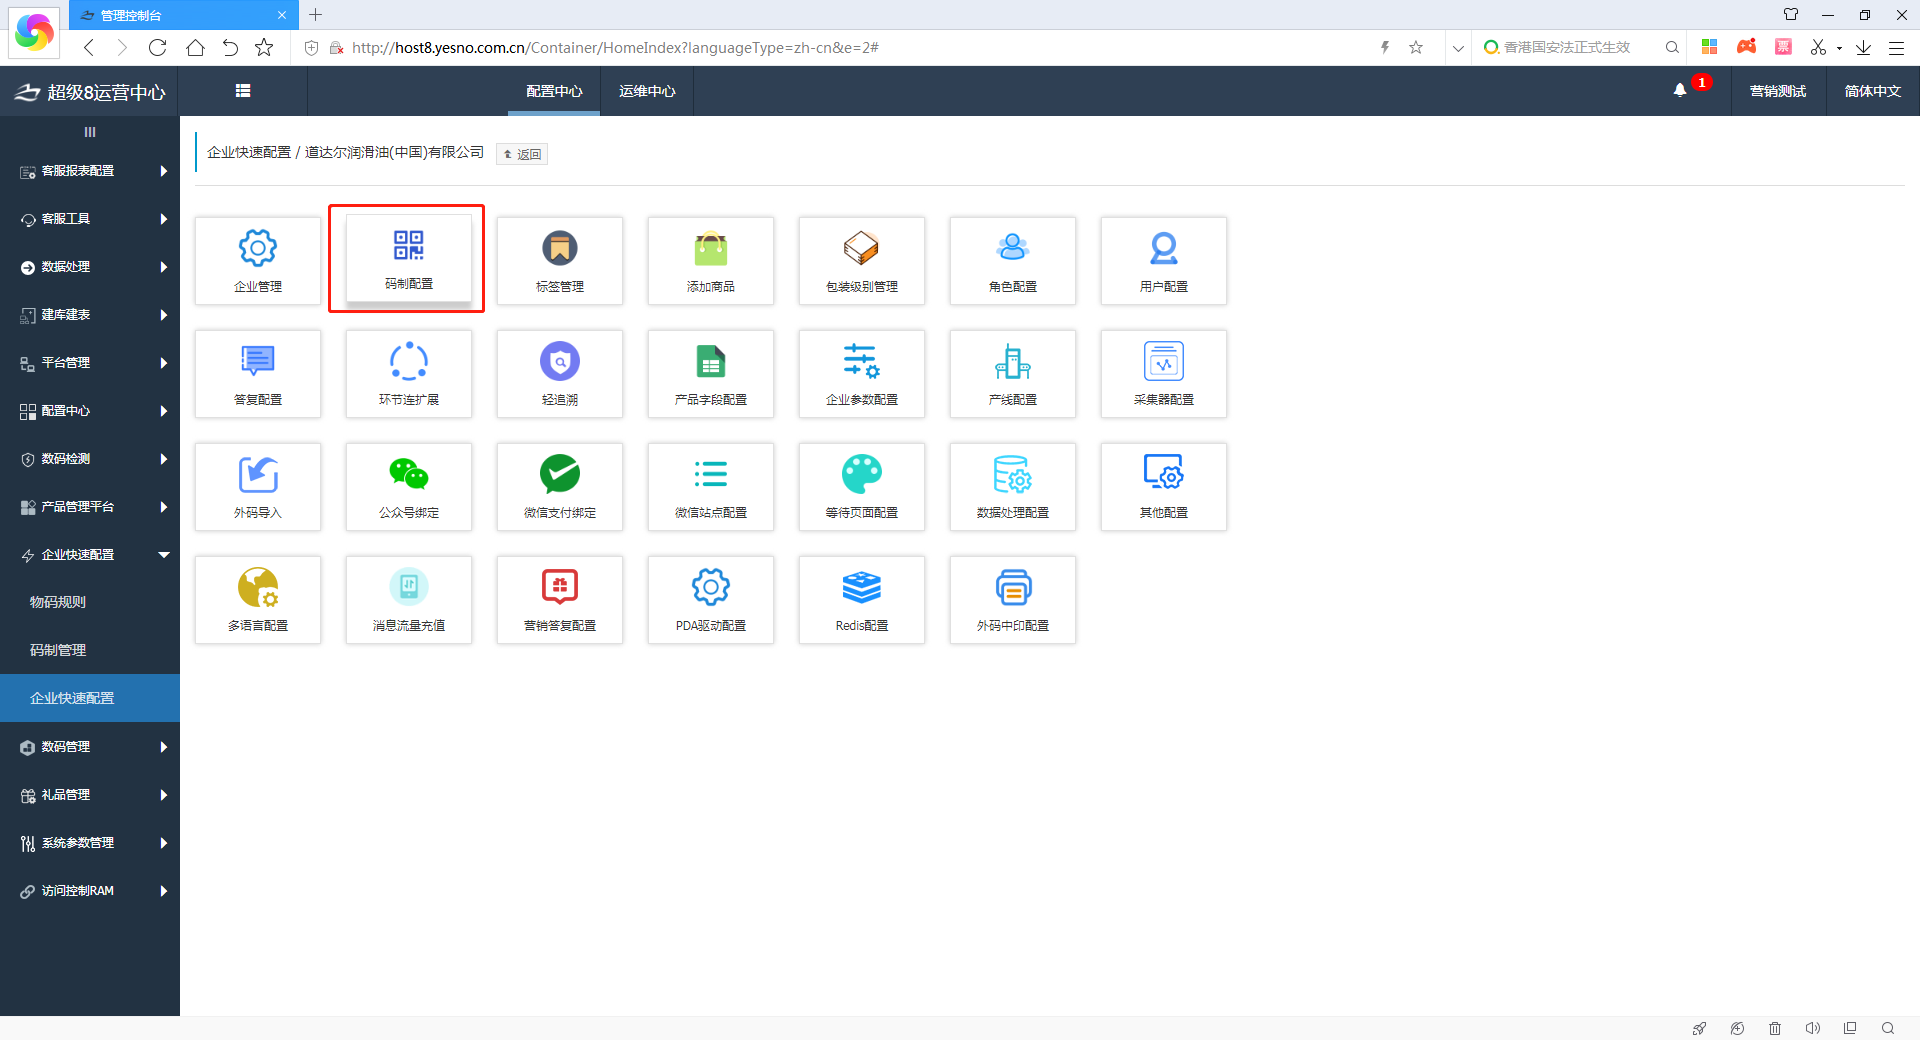 管理控制台
http://host8.yesno.com.cn/Container/HomeIndex?languageType=zh-cn&e=2#
香港国安法正式生效
票
超级8运营中心
配置中心
运维中心
1
营销测试
简体中文
企业快速配置 / 道达尔润滑油(中国)有限公司
返回
客服报表配置
客服工具
数据处理
建库建表
平台管理
配置中心
数码检测
产品管理平台
企业快速配置
物码规则
码制管理
企业快速配置
数码管理
礼品管理
系统参数管理
访问控制RAM
企业管理
码制配置
标签管理
添加商品
包装级别管理
角色配置
用户配置
答复配置
环节连扩展
轻追溯
产品字段配置
企业参数配置
产线配置
采集器配置
外码导入
公众号绑定
微信支付绑定
微信站点配置
等待页面配置
数据处理配置
其他配置
多语言配置
消息流量充值
营销答复配置
PDA驱动配置
Redis配置
外码中印配置